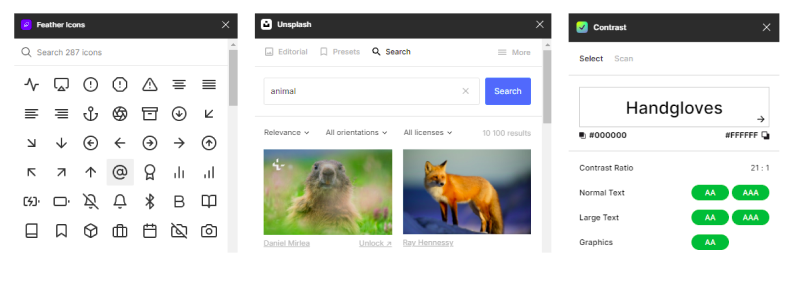 Feather Icons
Search 287 icons
Unsplash
Editorial Presets Search More
animal
Search
Relevance All orientations All licenses 10 100 results
Daniel Mirlea Unlock Ray Hennessy
Contrast
Select Scan
Handgloves
#000000 #FFFFFF
Contrast Ratio 21 : 1
Normal Text AA AAA
Large Text AA AAA
Graphics AA